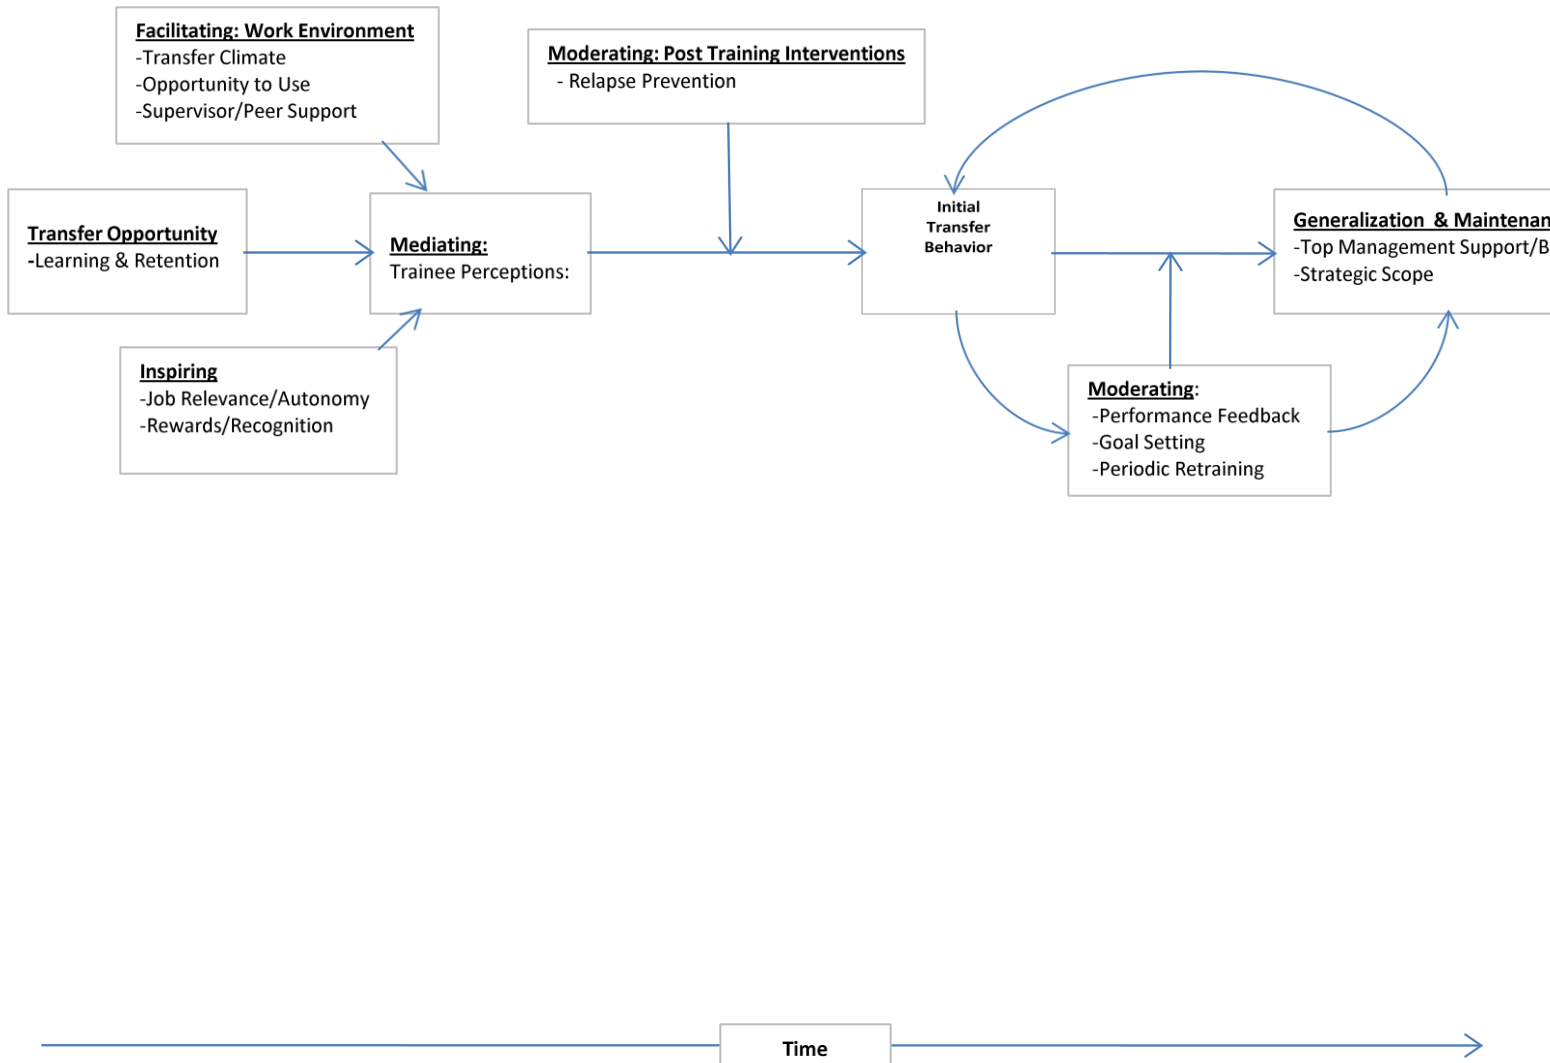 Facilitating: Work Environment
-Transfer Climate
-Opportunity to Use
-Supervisor/Peer Support
Moderating: Post Training Interventions
- Relapse Prevention
Transfer Opportunity
-Learning & Retention
Mediating:
Trainee Perceptions:
Initial
Transfer
Behavior
Generalization & Maintenan
-Top Management Support/B
-Strategic Scope
Inspiring
-Job Relevance/Autonomy
-Rewards/Recognition
Moderating:
-Performance Feedback
-Goal Setting
-Periodic Retraining
Time